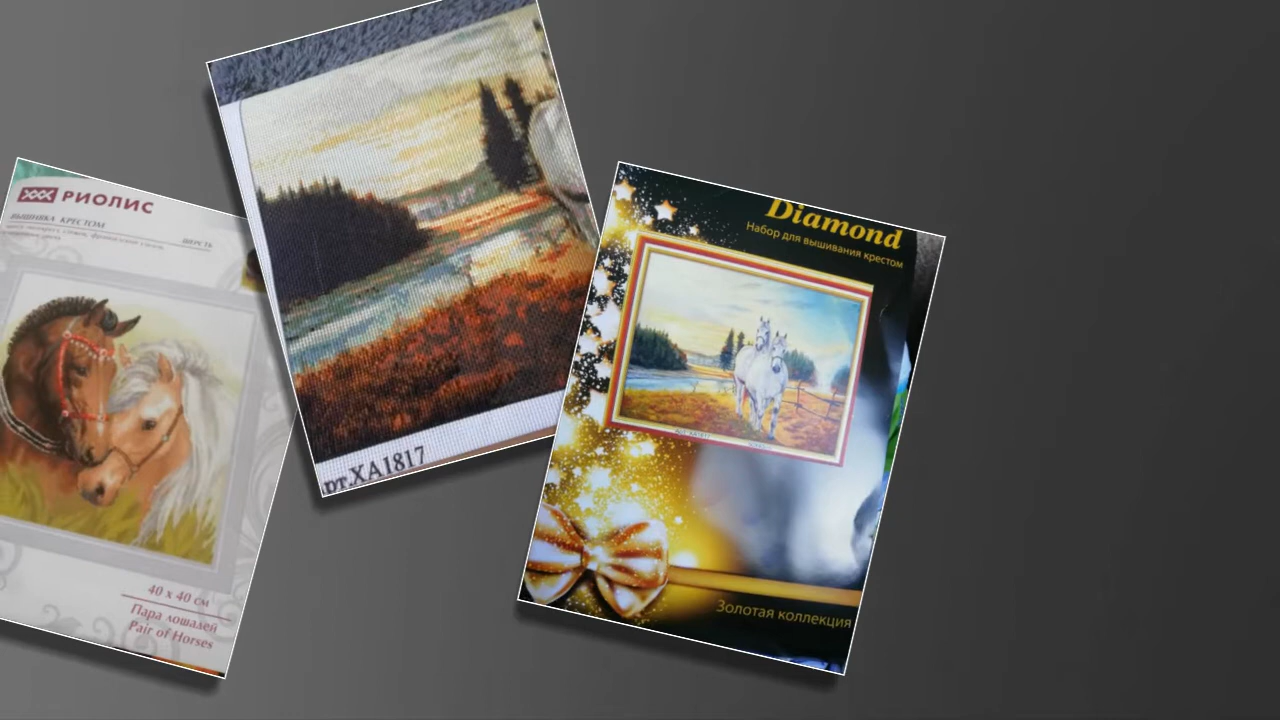 РИОЛИС
ВЫШИВКА КРЕСТОМ
ШЕРСТЬ
40 x 40 см
Пара лошадей
Pair of Horses
арт.XA1817
Diamond
Набор для вышивания крестом
Золотая коллекция